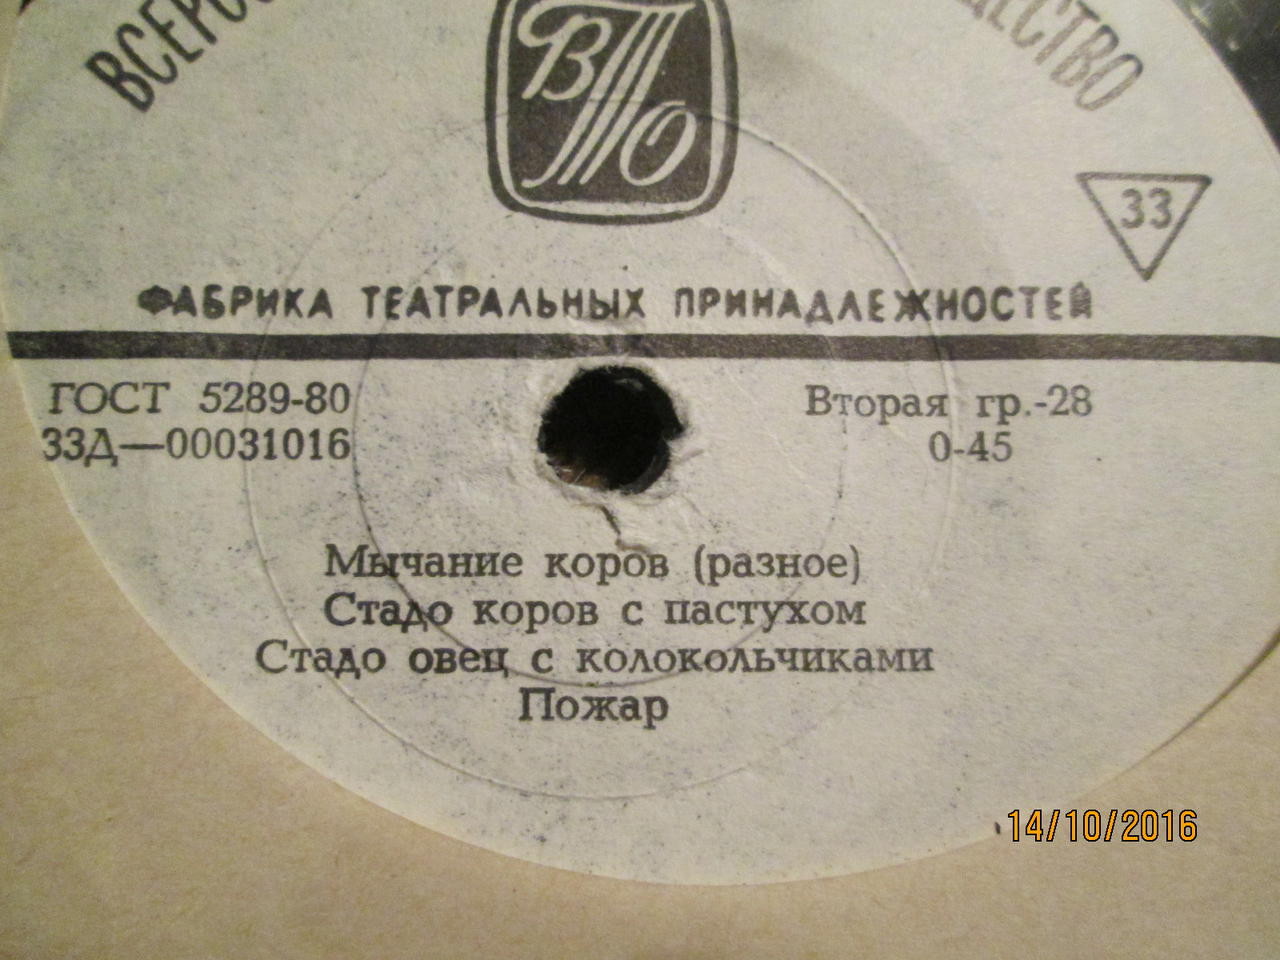 ВТО
33
ФАБРИКА ТЕАТРАЛЬНЫХ ПРИНАДЛЕЖНОСТЕЙ
ГОСТ 5289-80
Вторая гр.-28
33Д—00031016
0-45
Мычание коров (разное)
Стадо коров с пастухом
Стадо овец с колокольчиками
Пожар
14/10/2016